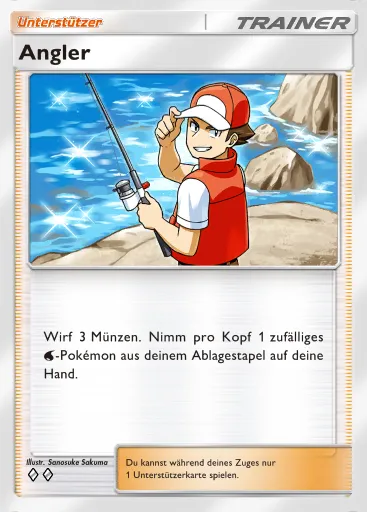 Unterstützer
TRAINER
Angler
Wirf 3 Münzen. Nimm pro Kopf 1 zufälliges
-Pokémon aus deinem Ablagestapel auf deine
Hand.
Illustr. Sanosuke Sakuma
Du kannst während deines Zuges nur
1 Unterstützerkarte spielen.